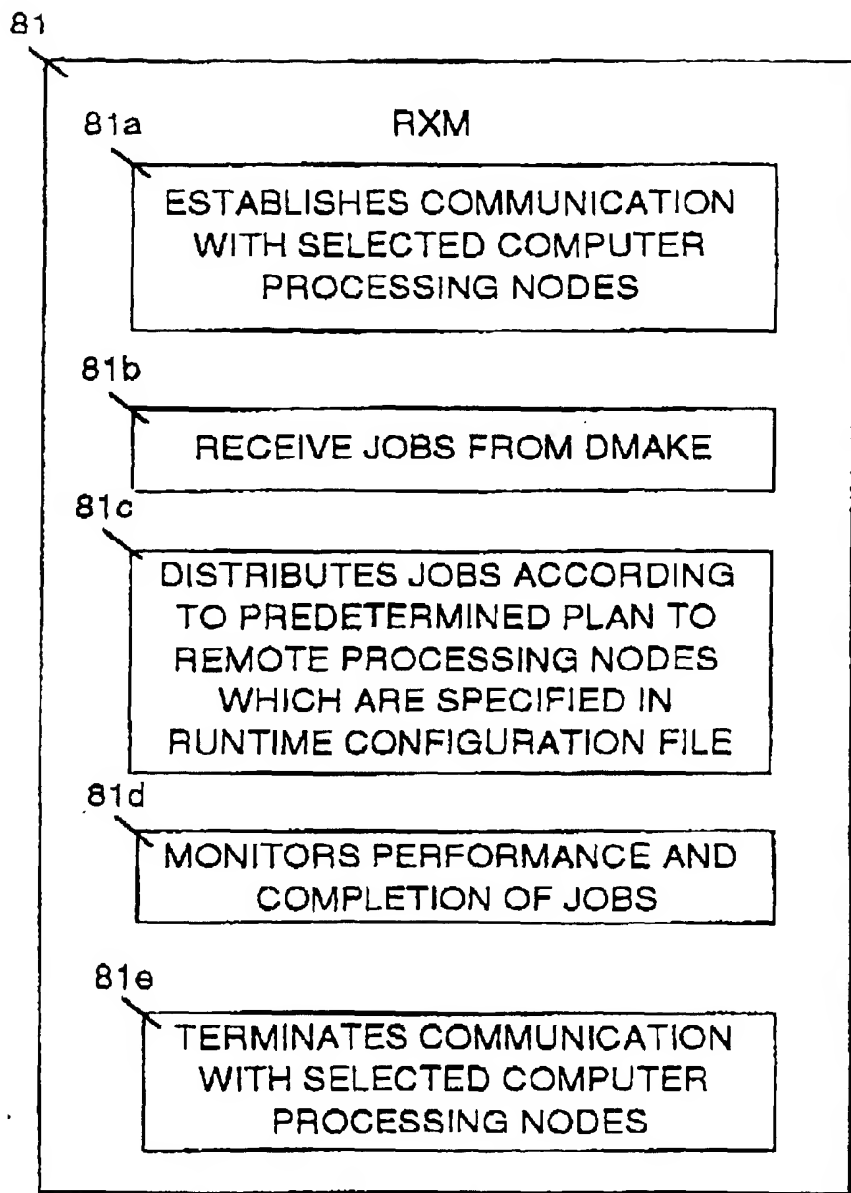 81
81a
RXM
ESTABLISHES COMMUNICATION
WITH SELECTED COMPUTER
PROCESSING NODES
81b
RECEIVE JOBS FROM DMAKE
81c
DISTRIBUTES JOBS ACCORDING
TO PREDETERMINED PLAN TO
REMOTE PROCESSING NODES
WHICH ARE SPECIFIED IN
RUNTIME CONFIGURATION FILE
81d
MONITORS PERFORMANCE AND
COMPLETION OF JOBS
81e
TERMINATES COMMUNICATION
WITH SELECTED COMPUTER
PROCESSING NODES